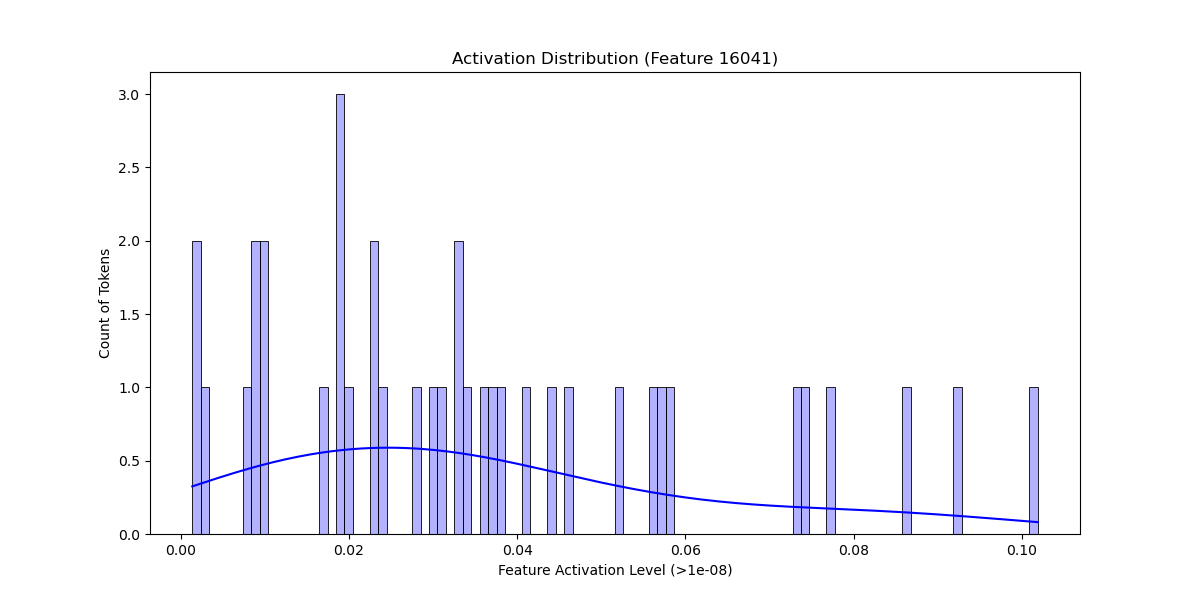 Activation Distribution (Feature 16041)
3.0
2.5
2.0
1.5
1.0
0.5
0.0
Count of Tokens
0.00 0.02 0.04 0.06 0.08 0.10
Feature Activation Level (>1e-08)